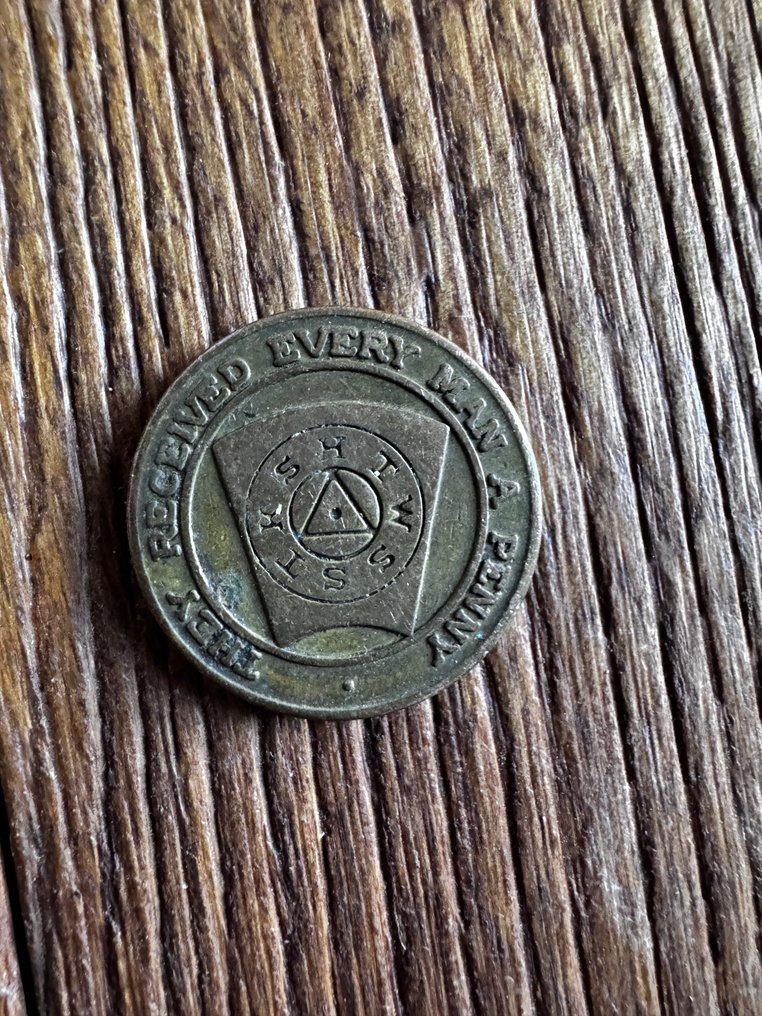 THEY RECEIVED EVERY MAN A PENNY
H T W S S T K S